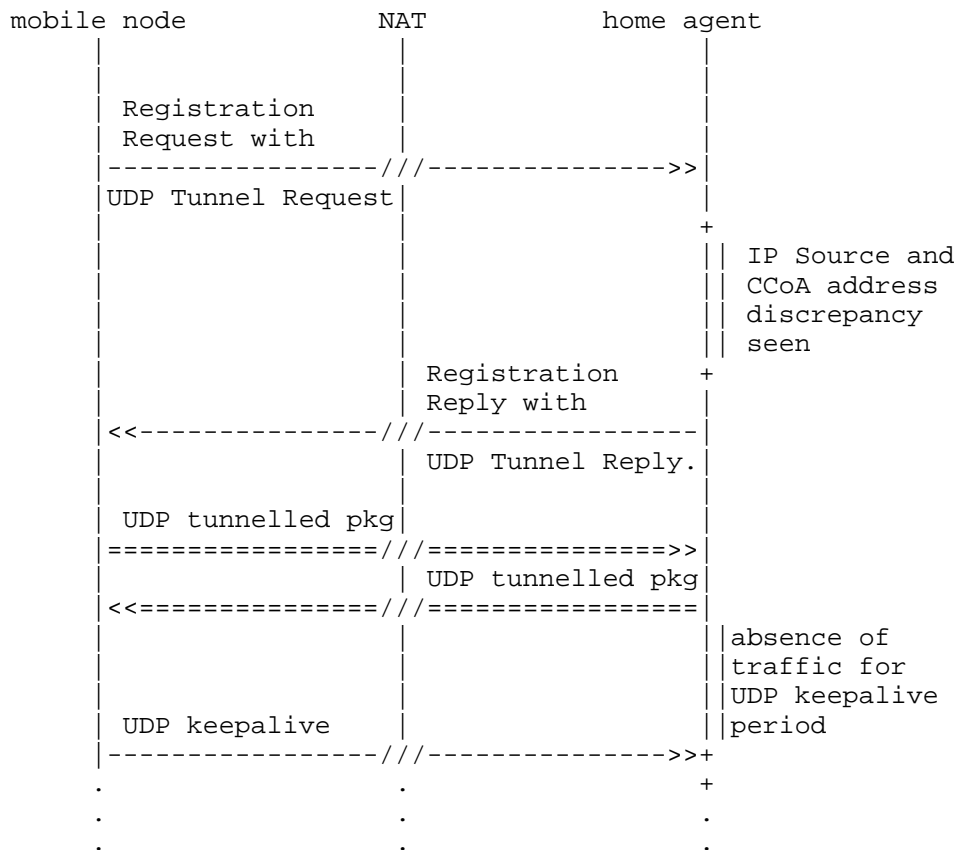 mobile node NAT home agent
Registration
Request with
UDP Tunnel Request
IP Source and
CCoA address
discrepancy
seen
Registration
Reply with
UDP Tunnel Reply.
UDP tunnelled pkg
UDP tunnelled pkg
absence of
traffic for
UDP keepalive
period
UDP keepalive